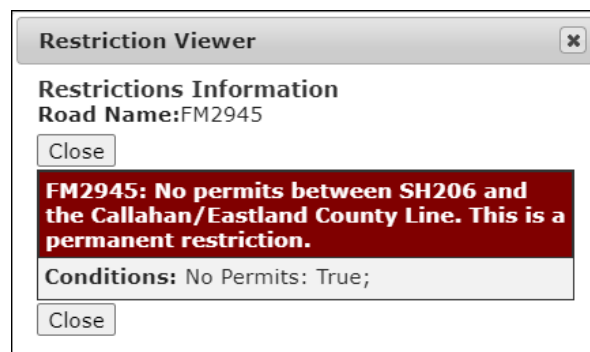 Restriction Viewer
Restrictions Information
Road Name:FM2945
Close
FM2945: No permits between SH206 and
the Callahan/Eastland County Line. This is a
permanent restriction.
Conditions: No Permits: True;
Close